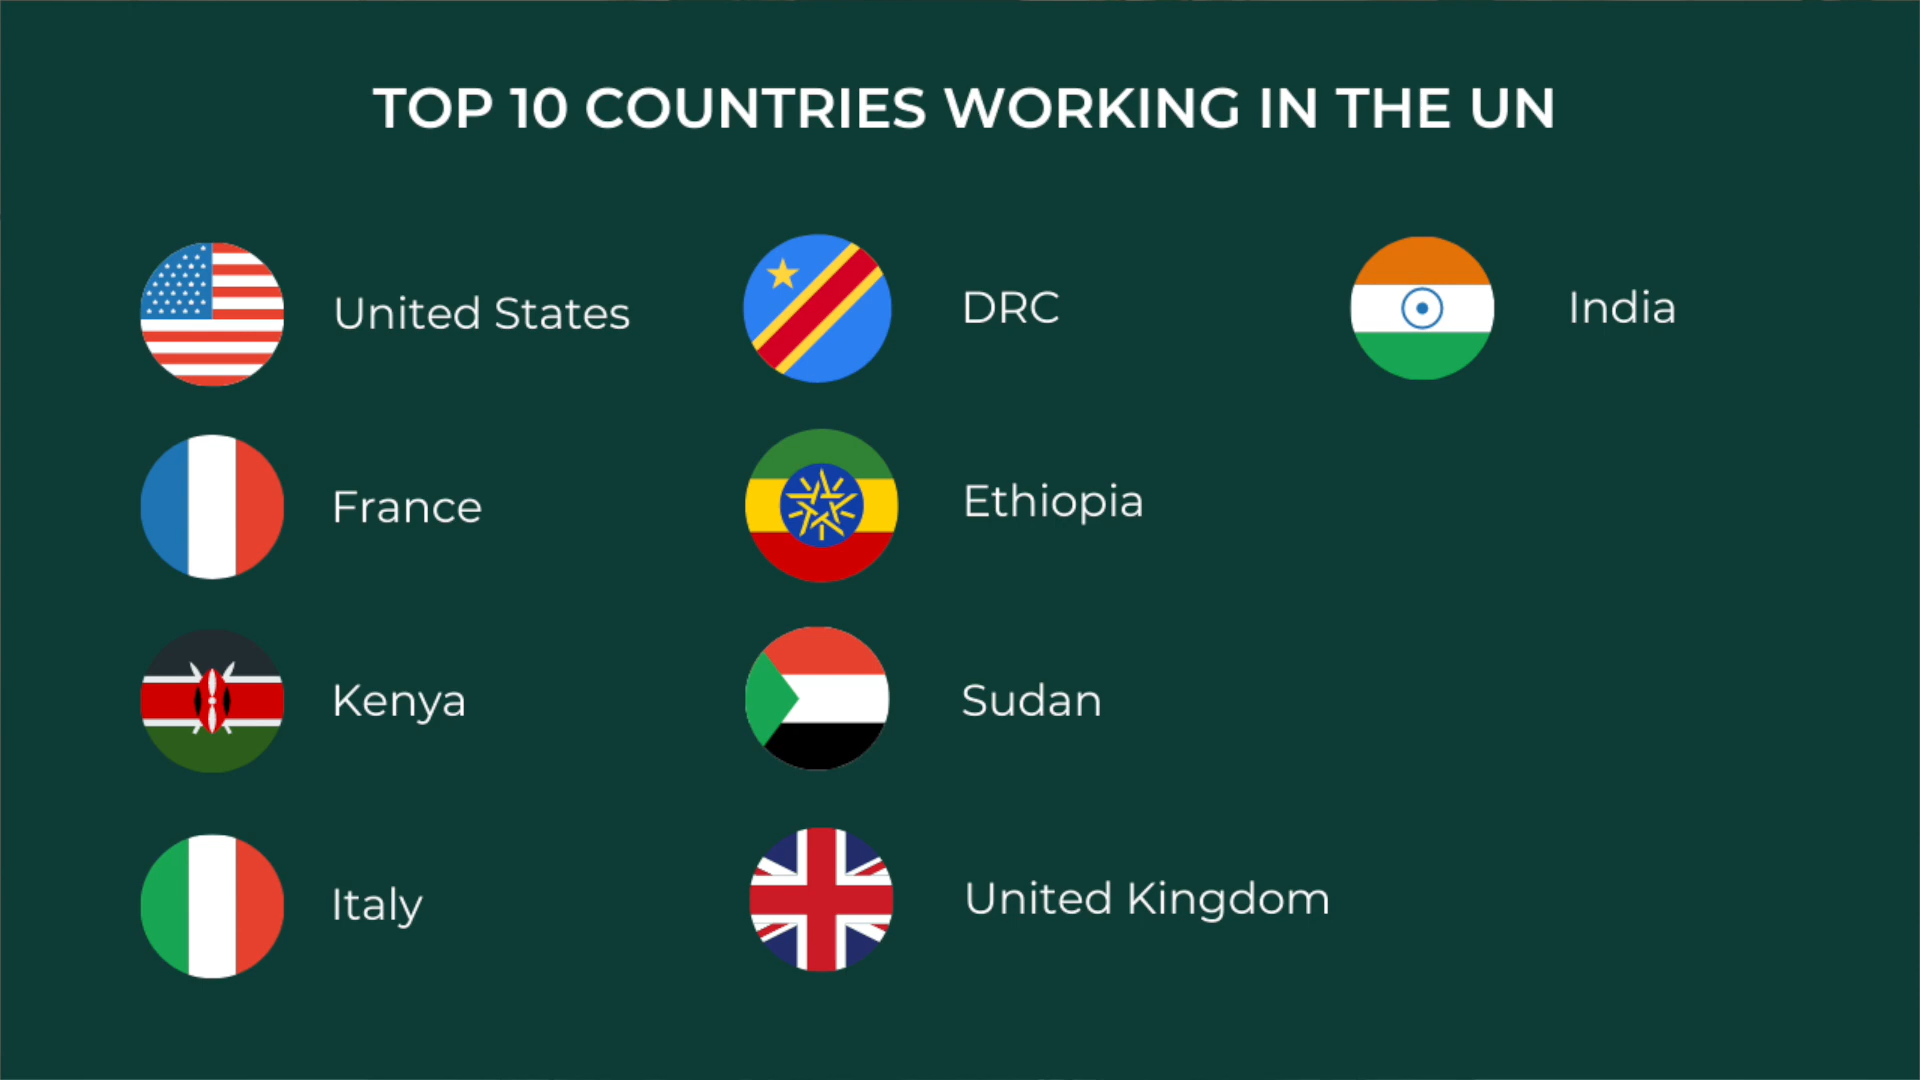 TOP 10 COUNTRIES WORKING IN THE UN
United States
France
Kenya
Italy
DRC
Ethiopia
Sudan
United Kingdom
India